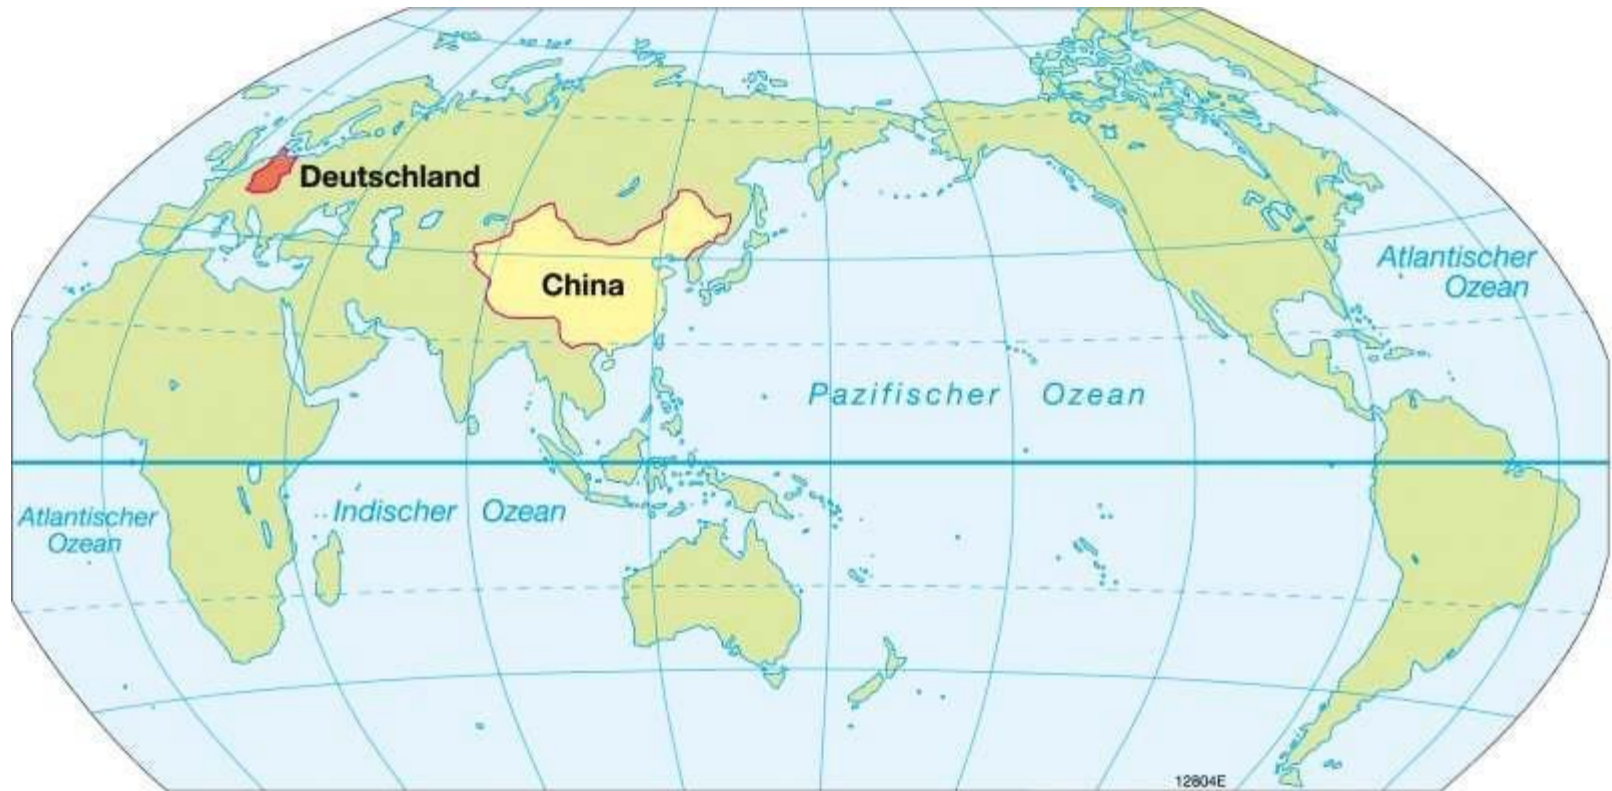 Deutschland
China
Atlantischer
Ozean
Pazifischer Ozean
Atlantischer
Ozean
Indischer Ozean
12804E